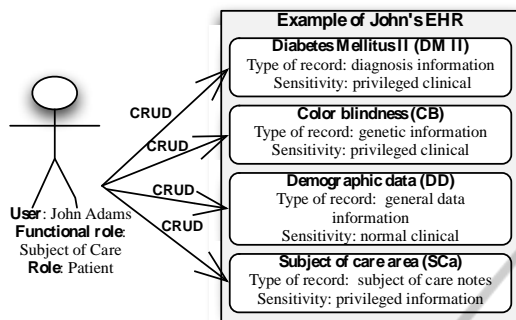 Example of John's EHR
Diabetes Mellitus II (DM II)
Type of record: diagnosis information
Sensitivity: privileged clinical
Color blindness (CB)
Type of record: genetic information
Sensitivity: privileged clinical
Demographic data (DD)
Type of record: general data
information
Sensitivity: normal clinical
Subject of care area (SCa)
Type of record: subject of care notes
Sensitivity: privileged information
CRUD
CRUD
CRUD
CRUD
User: John Adams
Functional role:
Subject of Care
Role: Patient